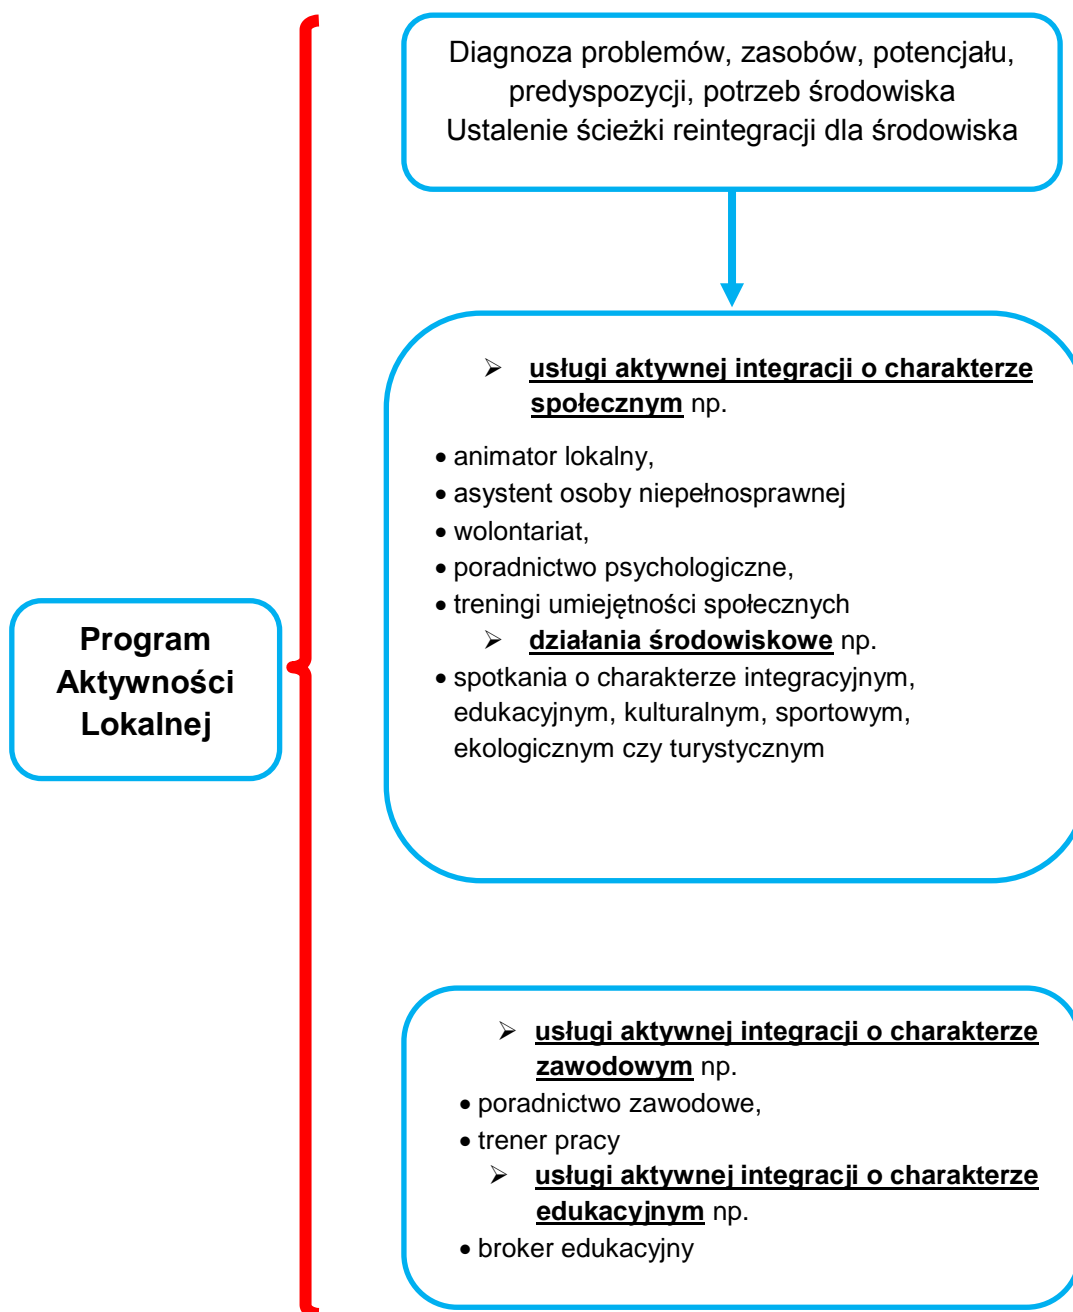 Diagnoza problemów, zasobów, potencjału,
predyspozycji, potrzeb środowiska
Ustalenie ścieżki reintegracji dla środowiska
➢ usługi aktywnej integracji o charakterze
społecznym np.
• animator lokalny,
• asystent osoby niepełnosprawnej
• wolontariat,
• poradnictwo psychologiczne,
• treningi umiejętności społecznych
➢ działania środowiskowe np.
• spotkania o charakterze integracyjnym,
edukacyjnym, kulturalnym, sportowym,
ekologicznym czy turystycznym
Program
Aktywności
Lokalnej
➢ usługi aktywnej integracji o charakterze
zawodowym np.
• poradnictwo zawodowe,
• trener pracy
➢ usługi aktywnej integracji o charakterze
edukacyjnym np.
• broker edukacyjny